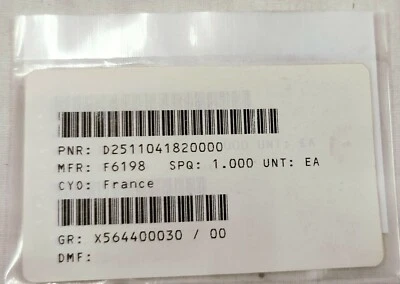 PNR: D2511041820000
MFR: F6198 SPQ: 1.000 UNT: EA
CYO: France
GR: X564400030 / 00
DMF: